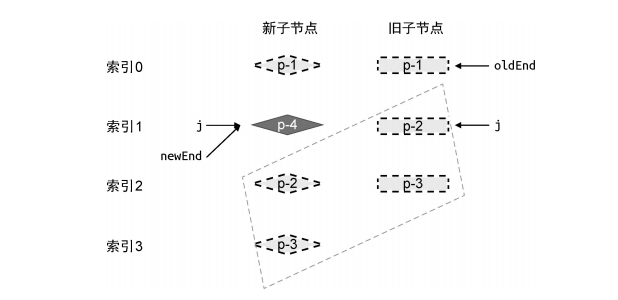 新子节点 旧子节点
索引0 p-1 p-1 oldEnd
索引1 j p-4 p-2 j
newEnd
索引2 p-2 p-3
索引3 p-3